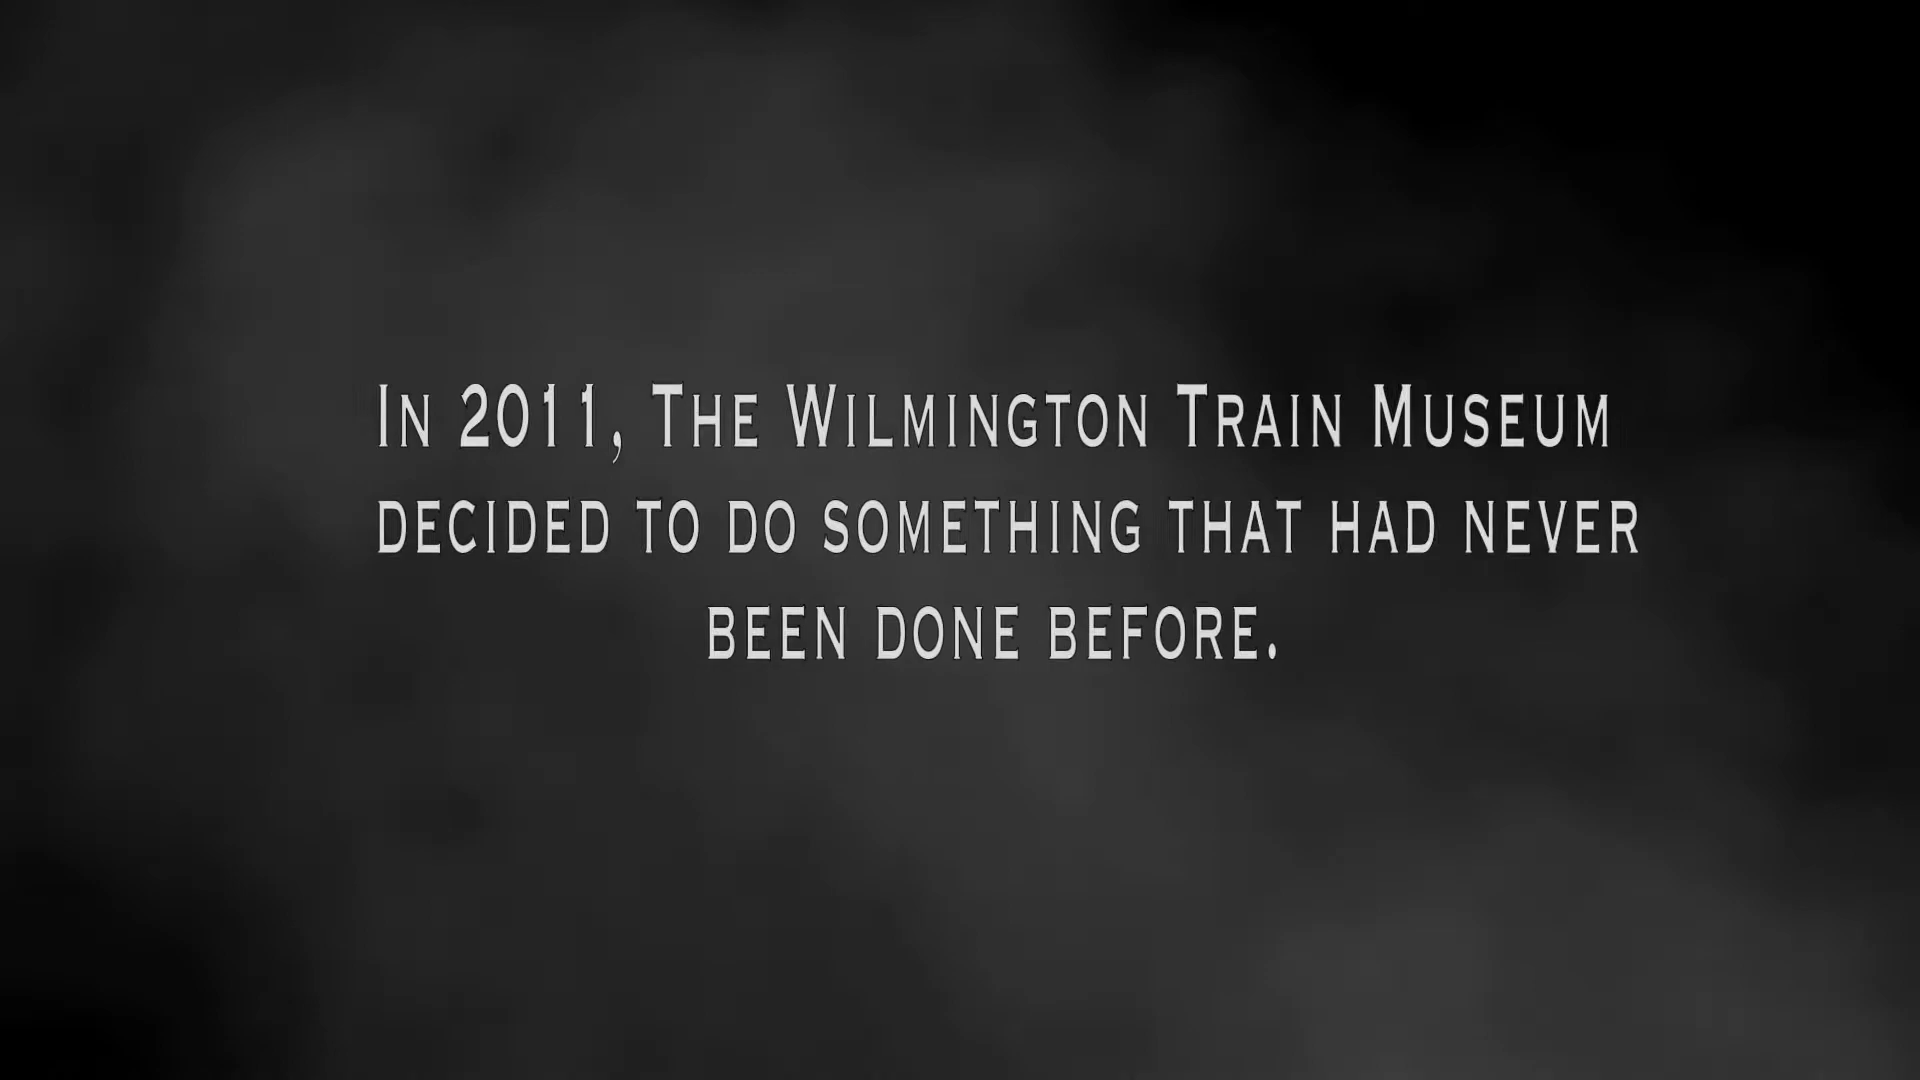 In 2011, The Wilmington Train Museum
decided to do something that had never
been done before.